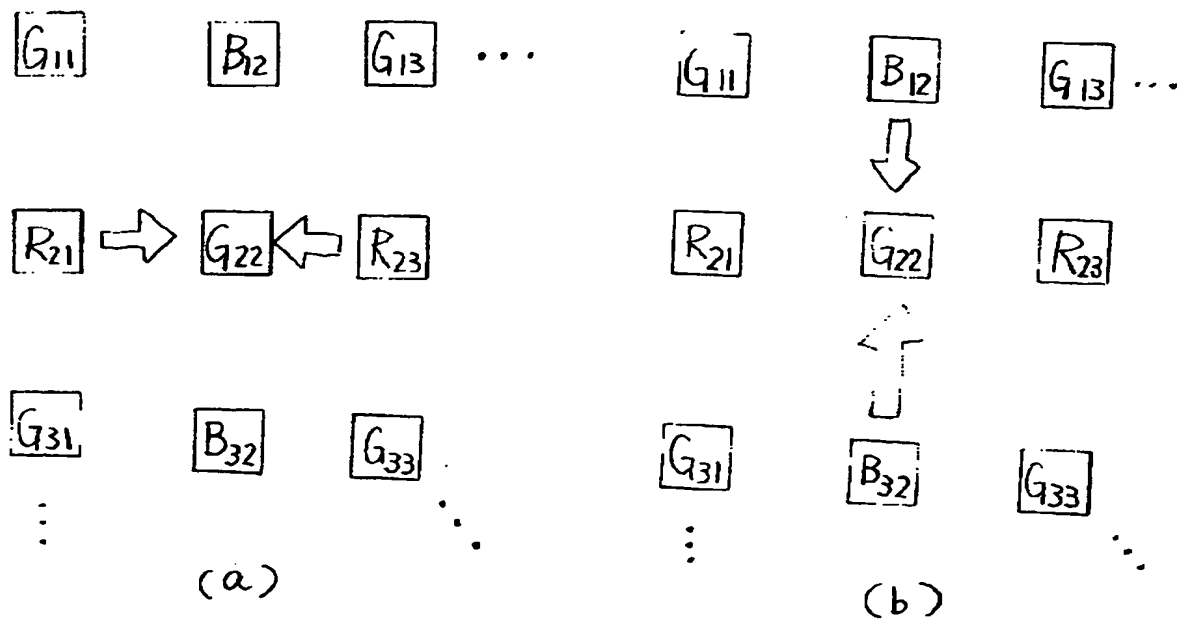 G11 B12 G13 ...
R21 G22 R23
G31 B32 G33
(a)
G11 B12 G13 ...
R21 G22 R23
G31 B32 G33
(b)